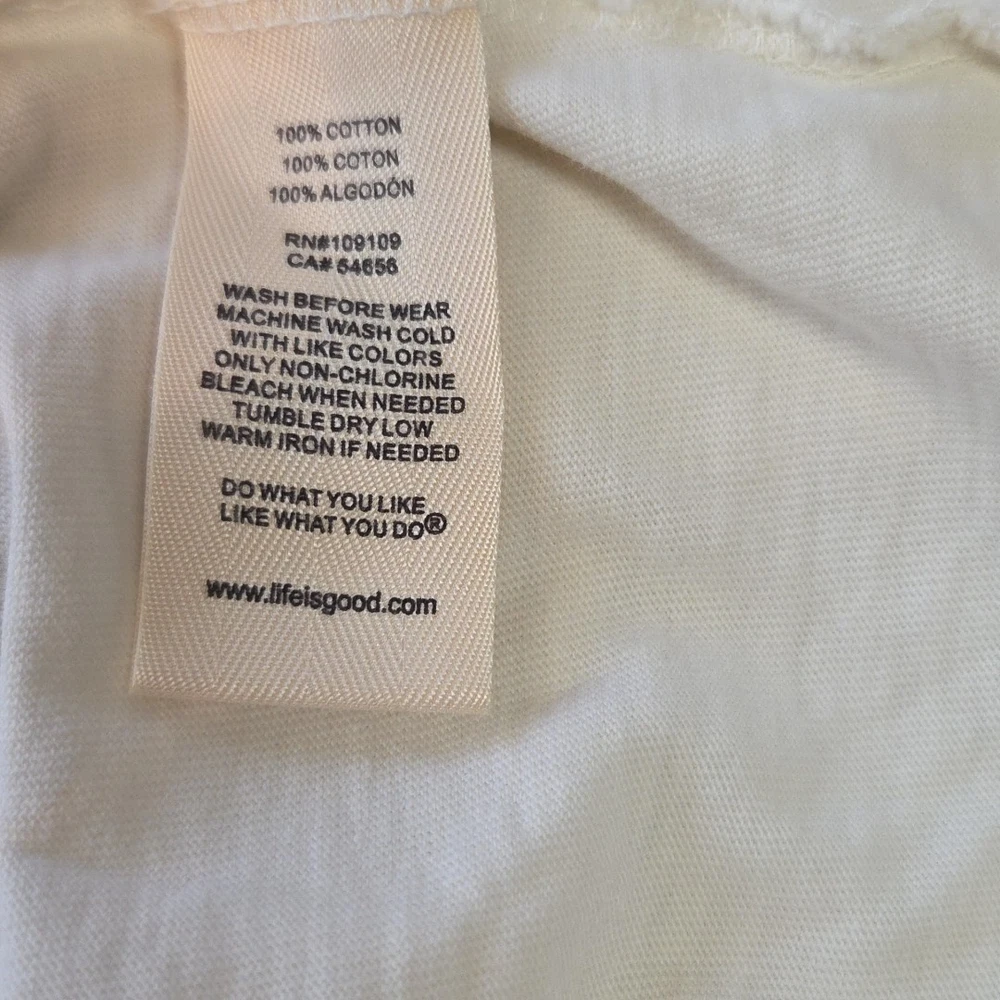 100% COTTON
100% COTON
100% ALGODÓN
RN#109109
CA# 54656
WASH BEFORE WEAR
MACHINE WASH COLD
WITH LIKE COLORS
ONLY NON-CHLORINE
BLEACH WHEN NEEDED
TUMBLE DRY LOW
WARM IRON IF NEEDED
DO WHAT YOU LIKE
LIKE WHAT YOU DO®
www.lifeisgood.com